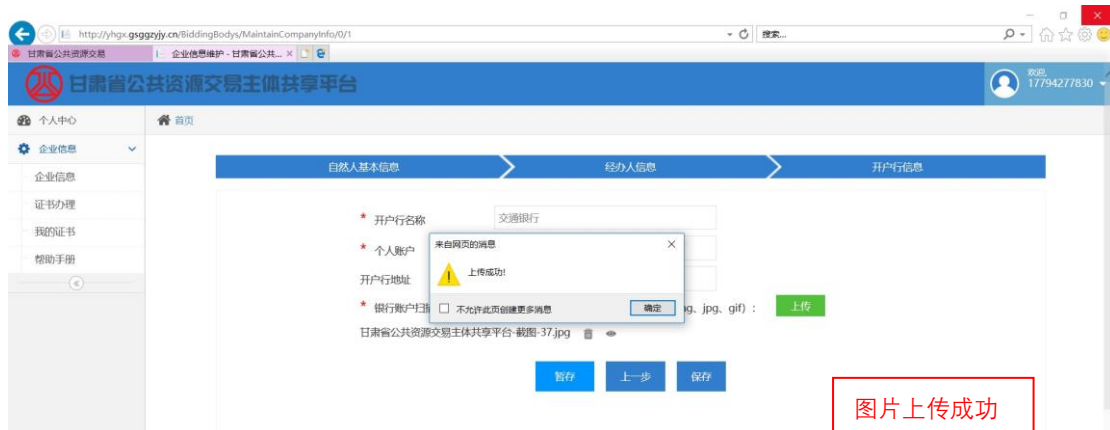 http://yhgx.gsggzyjy.cn/BiddingBodys/MaintainCompanyInfo/0/1
搜索...
甘肃省公共资源交易
企业信息维护 - 甘肃省公共... ×
甘肃省公共资源交易主体共享平台
欢迎,
17794277830
个人中心
首页
企业信息
企业信息
证书办理
我的证书
帮助手册
自然人基本信息
经办人信息
开户行信息
* 开户行名称
交通银行
* 个人账户
开户行地址
* 银行账户扫
ng、jpg、gif)：
上传
来自网页的消息
上传成功!
不允许此页创建更多消息
确定
甘肃省公共资源交易主体共享平台-截图-37.jpg
暂存
上一步
保存
图片上传成功